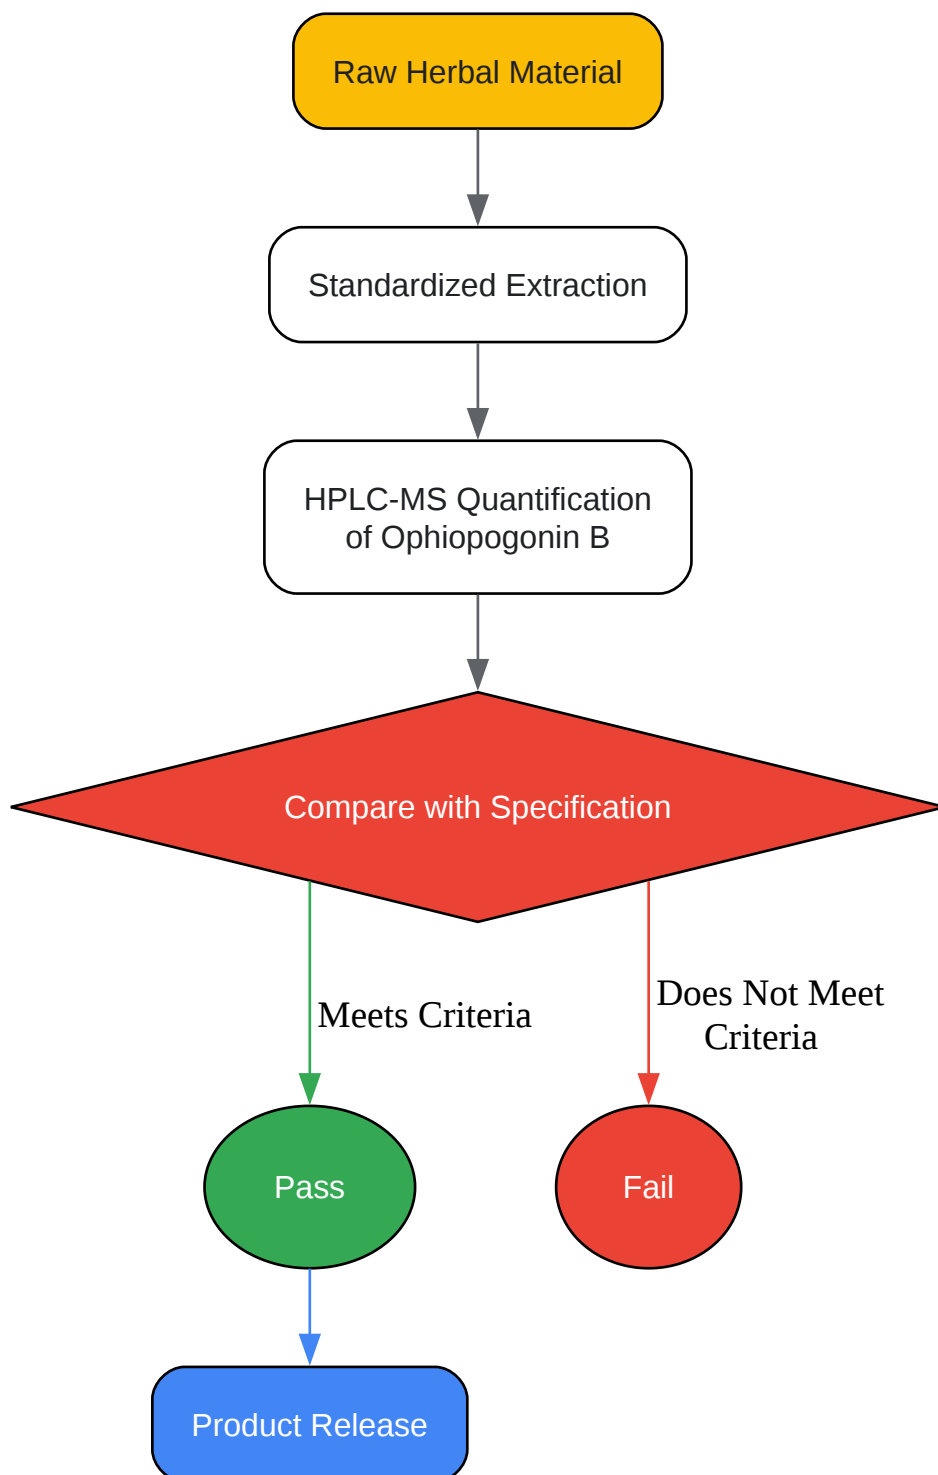 Raw Herbal Material
Standardized Extraction
HPLC-MS Quantification
of Ophiopogonin B
Compare with Specification
Meets Criteria
Does Not Meet
Criteria
Pass
Fail
Product Release